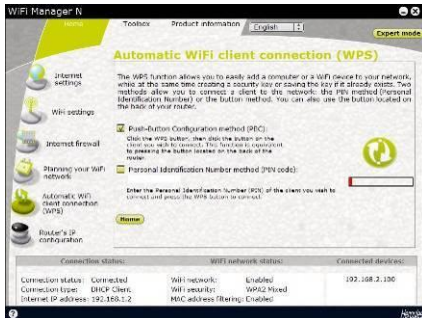 WiFi Manager N
Home
Toolbox
Product information
English
Expert mode
Automatic WiFi client connection (WPS)
The WPS function allows you to easily add a computer or a WiFi device to your network,
while at the same time creating a security key or saving the key if it already exists. Two
methods allow you to connect a client to the network: the PIN method (Personal
Identification Number) or the button method. You can also use the button located on
the back of your router.
Internet
settings
WiFi settings
Internet firewall
Planning your WiFi
network
Automatic WiFi
client connection
(WPS)
Router's IP
configuration
Push-Button Configuration method (PBC):
Click the WPS button, then click the button on the
client you wish to connect. This function is equivalent
to pressing the button located on the back of the
router.
Personal Identification Number method (PIN code):
Enter the Personal Identification Number (PIN) of the client you wish to
connect and press the WPS button to connect.
Home
Connection status:
WiFi network status:
Connected devices:
Connection status: Connected
Connection type: DHCP Client
Internet IP address: 192.168.1.2
WiFi network: Enabled
WiFi security: WPA2 Mixed
MAC address filtering: Enabled
192.168.2.100
Hercules